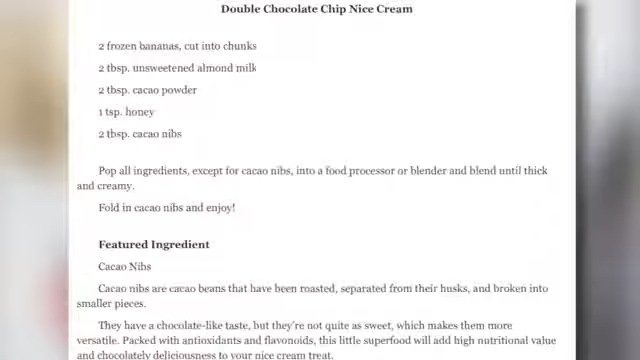 Double Chocolate Chip Nice Cream
2 frozen bananas, cut into chunks
2 tbsp. unsweetened almond milk
2 tbsp. cacao powder
1 tsp. honey
2 tbsp. cacao nibs
Pop all ingredients, except for cacao nibs, into a food processor or blender and blend until thick
and creamy.
Fold in cacao nibs and enjoy!
Featured Ingredient
Cacao Nibs
Cacao nibs are cacao beans that have been roasted, separated from their husks, and broken into
smaller pieces.
They have a chocolate-like taste, but they're not quite as sweet, which makes them more
versatile. Packed with antioxidants and flavonoids, this little superfood will add high nutritional value
and chocolately deliciousness to your nice cream treat.